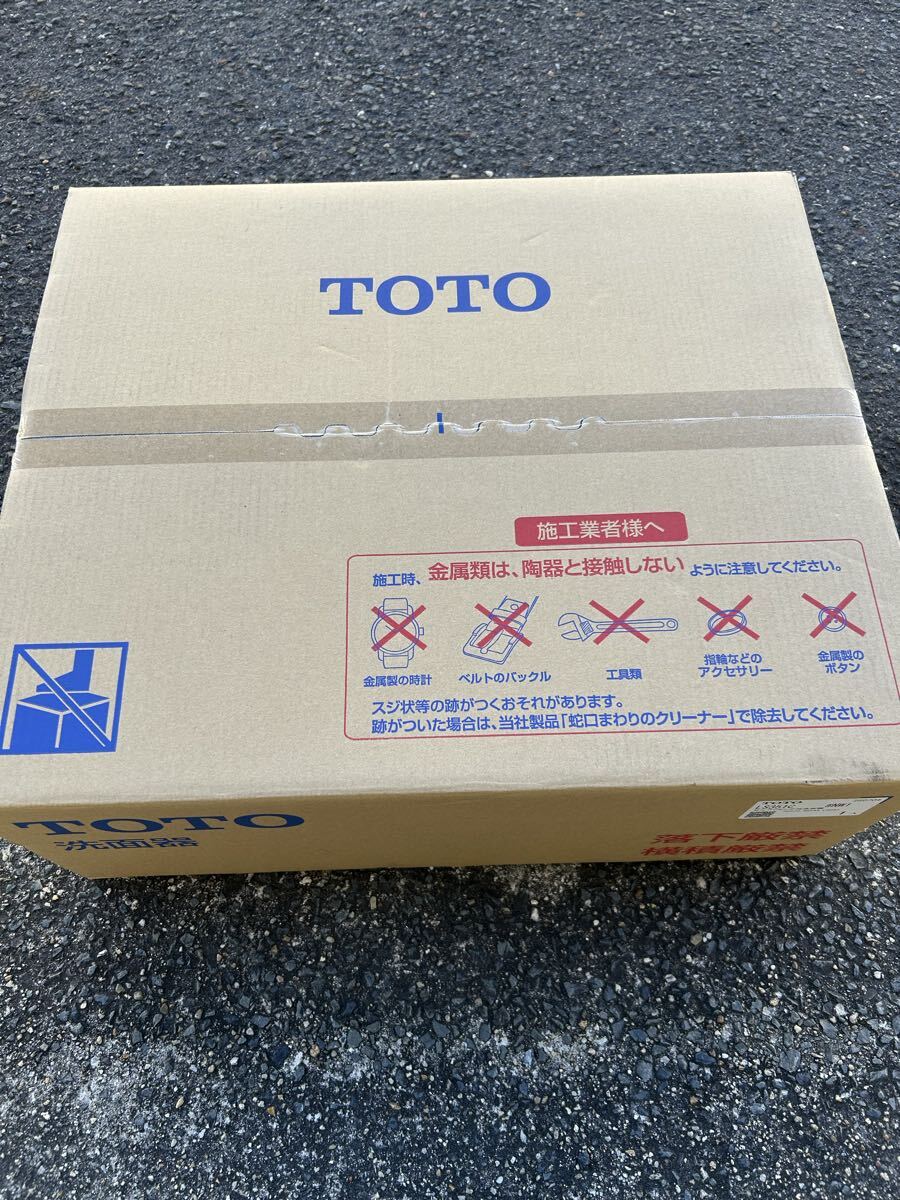 TOTO
施工業者様へ
施工時、金属類は、陶器と接触しない ように注意してください。
金属製の時計
ベルトのバックル
工具類
指輪などの
アクセサリー
金属製の
ボタン
スジ状等の跡がつくおそれがあります。
跡がついた場合は、当社製品「蛇口まわりのクリーナー」で除去してください。
TOTO
洗面器
TOTO
#NW1
落下厳禁
横積厳禁